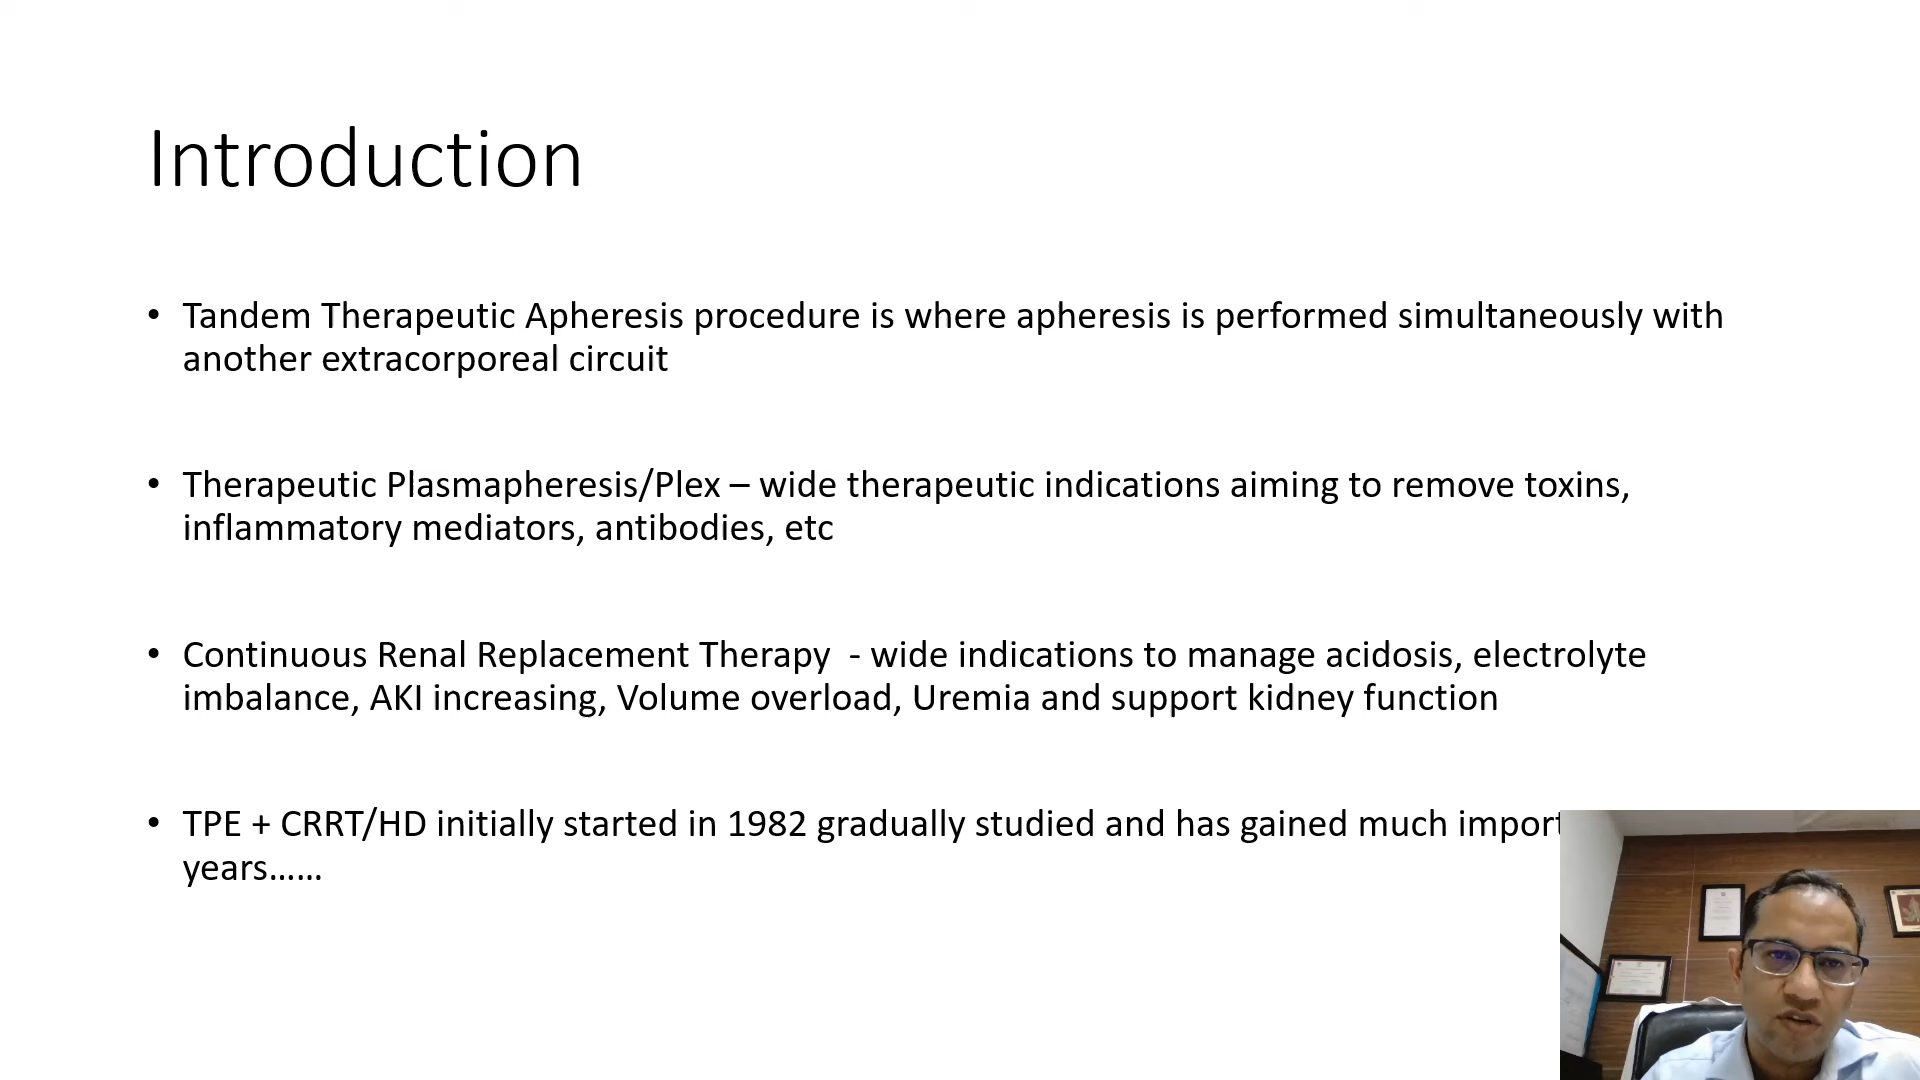 Introduction
• Tandem Therapeutic Apheresis procedure is where apheresis is performed simultaneously with
another extracorporeal circuit
• Therapeutic Plasmapheresis/Plex – wide therapeutic indications aiming to remove toxins,
inflammatory mediators, antibodies, etc
• Continuous Renal Replacement Therapy  - wide indications to manage acidosis, electrolyte
imbalance, AKI increasing, Volume overload, Uremia and support kidney function
• TPE + CRRT/HD initially started in 1982 gradually studied and has gained much
years......